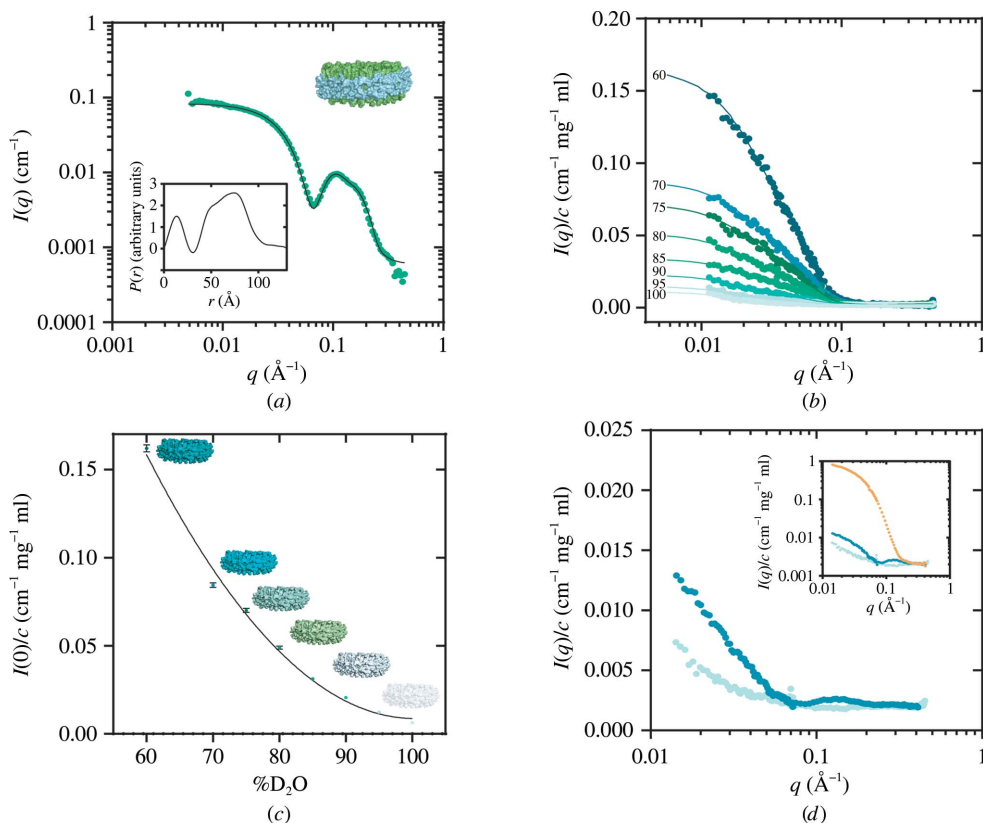 1
0.1
0.01
0.001
0.0001
I(q) (cm⁻¹)
P(r) (arbitrary units)
3
2
1
0
0 50 100
r (Å)
0.001 0.01 0.1 1
q (Å⁻¹)
(a)
0.20
0.15
0.10
0.05
0.00
I(q)/c (cm⁻¹ mg⁻¹ ml)
60
70
75
80
85
90
95
100
0.01 0.1 1
q (Å⁻¹)
(b)
0.15
0.10
0.05
0.00
I(0)/c (cm⁻¹ mg⁻¹ ml)
60 70 80 90 100
%D₂O
(c)
0.025
0.020
0.015
0.010
0.005
0.000
I(q)/c (cm⁻¹ mg⁻¹ ml)
1
0.1
0.01
0.001
I(q)/c (cm⁻¹ mg⁻¹ ml)
0.01 0.1 1
q (Å⁻¹)
0.01 0.1 1
q (Å⁻¹)
(d)